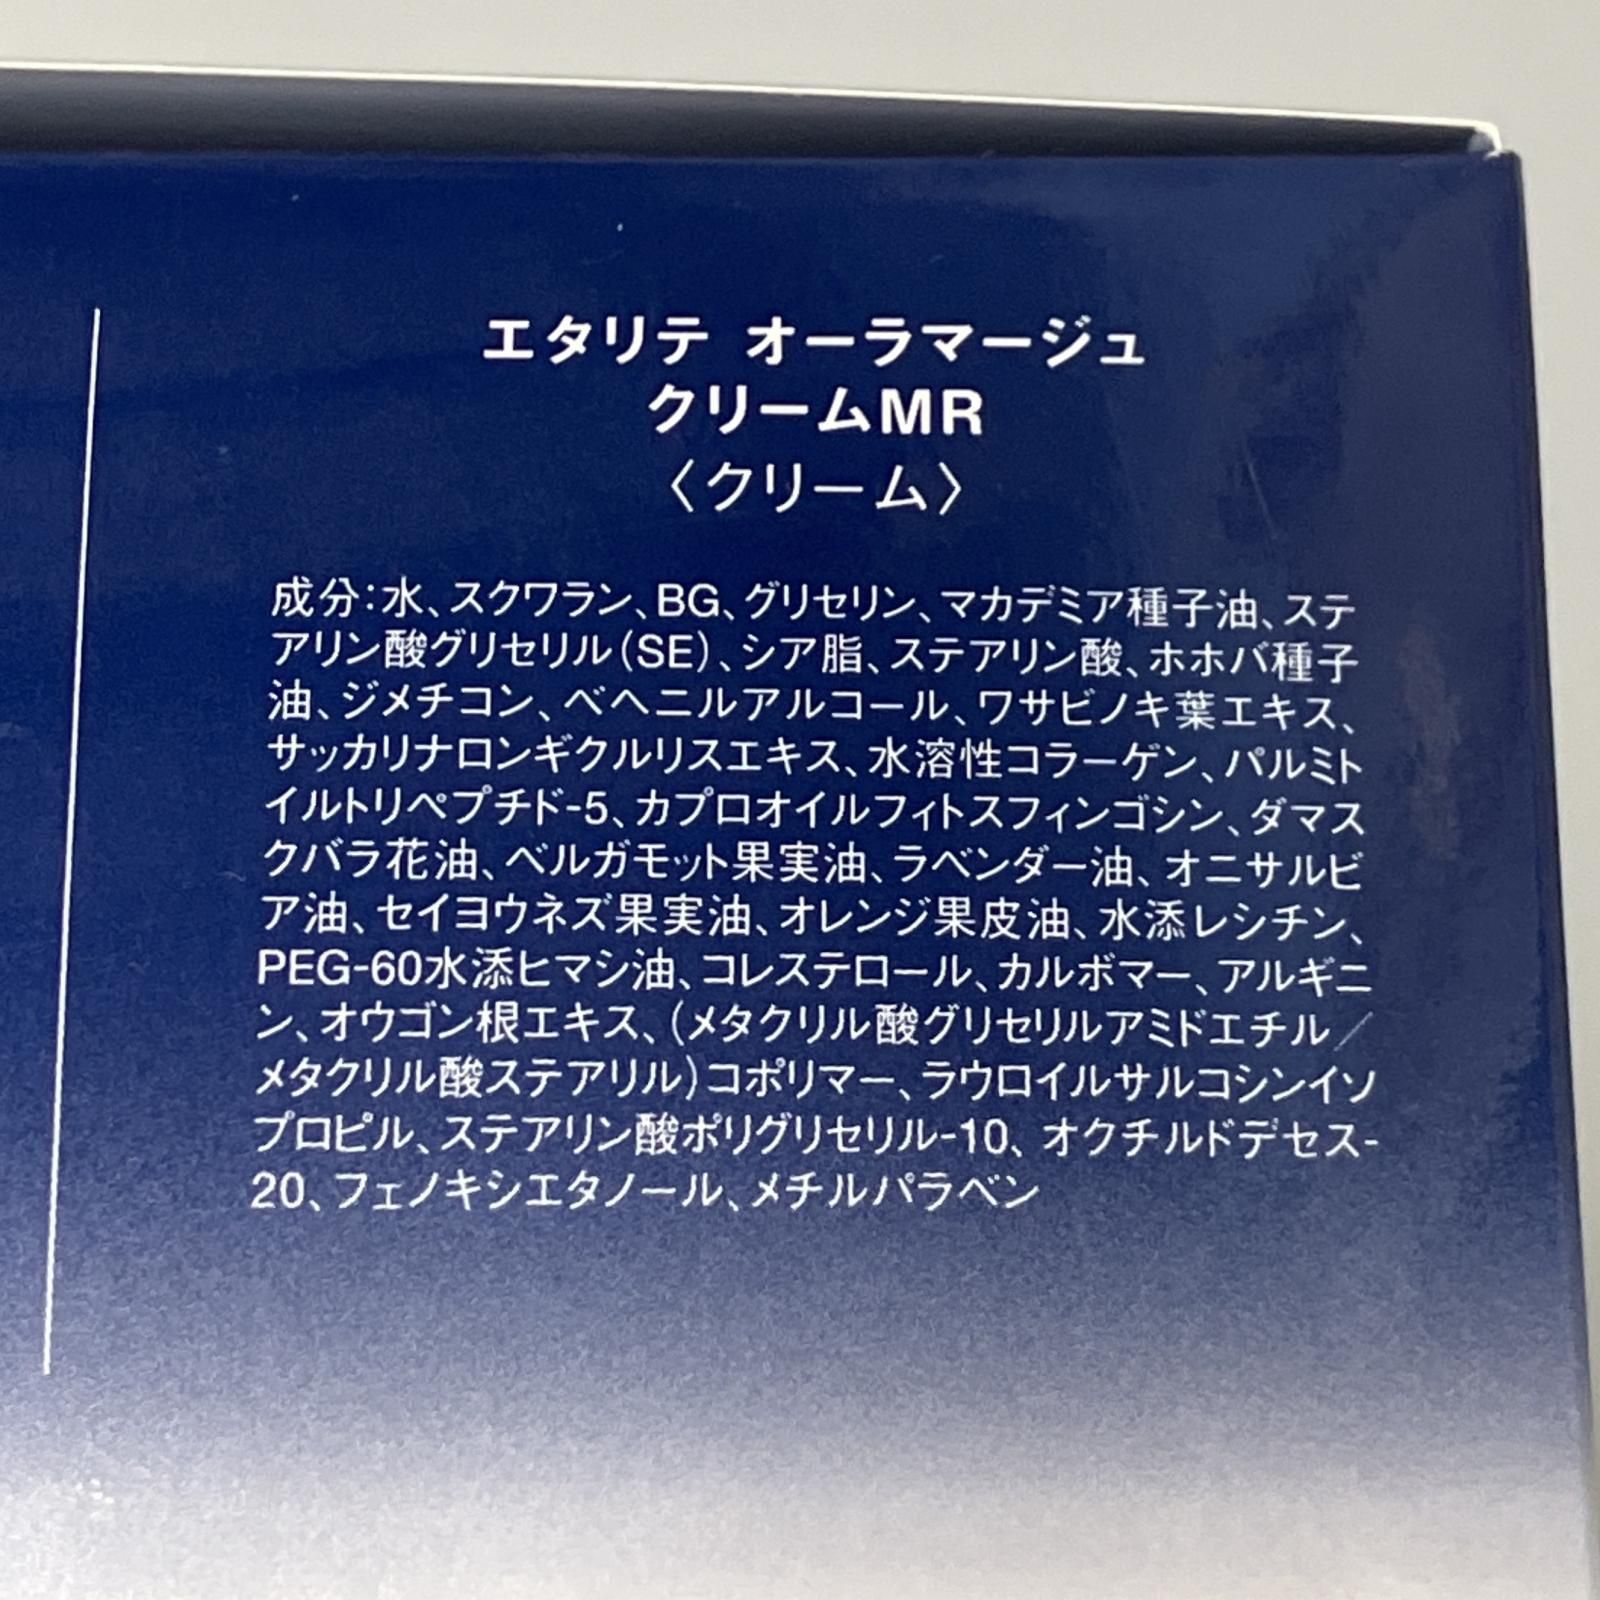 エタリテ オーラマージュ
クリームMR
〈クリーム〉
成分：水、スクワラン、BG、グリセリン、マカデミア種子油、ステ
アリン酸グリセリル（SE）、シア脂、ステアリン酸、ホホバ種子
油、ジメチコン、ベヘニルアルコール、ワサビノキ葉エキス、
サッカリナロンギクルリスエキス、水溶性コラーゲン、パルミト
イルトリペプチド-5、カプロオイルフィトスフィンゴシン、ダマス
クバラ花油、ベルガモット果実油、ラベンダー油、オニサルビ
ア油、セイヨウネズ果実油、オレンジ果皮油、水添レシチン、
PEG-60水添ヒマシ油、コレステロール、カルボマー、アルギニ
ン、オウゴン根エキス、（メタクリル酸グリセリルアミドエチル／
メタクリル酸ステアリル）コポリマー、ラウロイルサルコシンイソ
プロピル、ステアリン酸ポリグリセリル-10、オクチルドデセス-
20、フェノキシエタノール、メチルパラベン